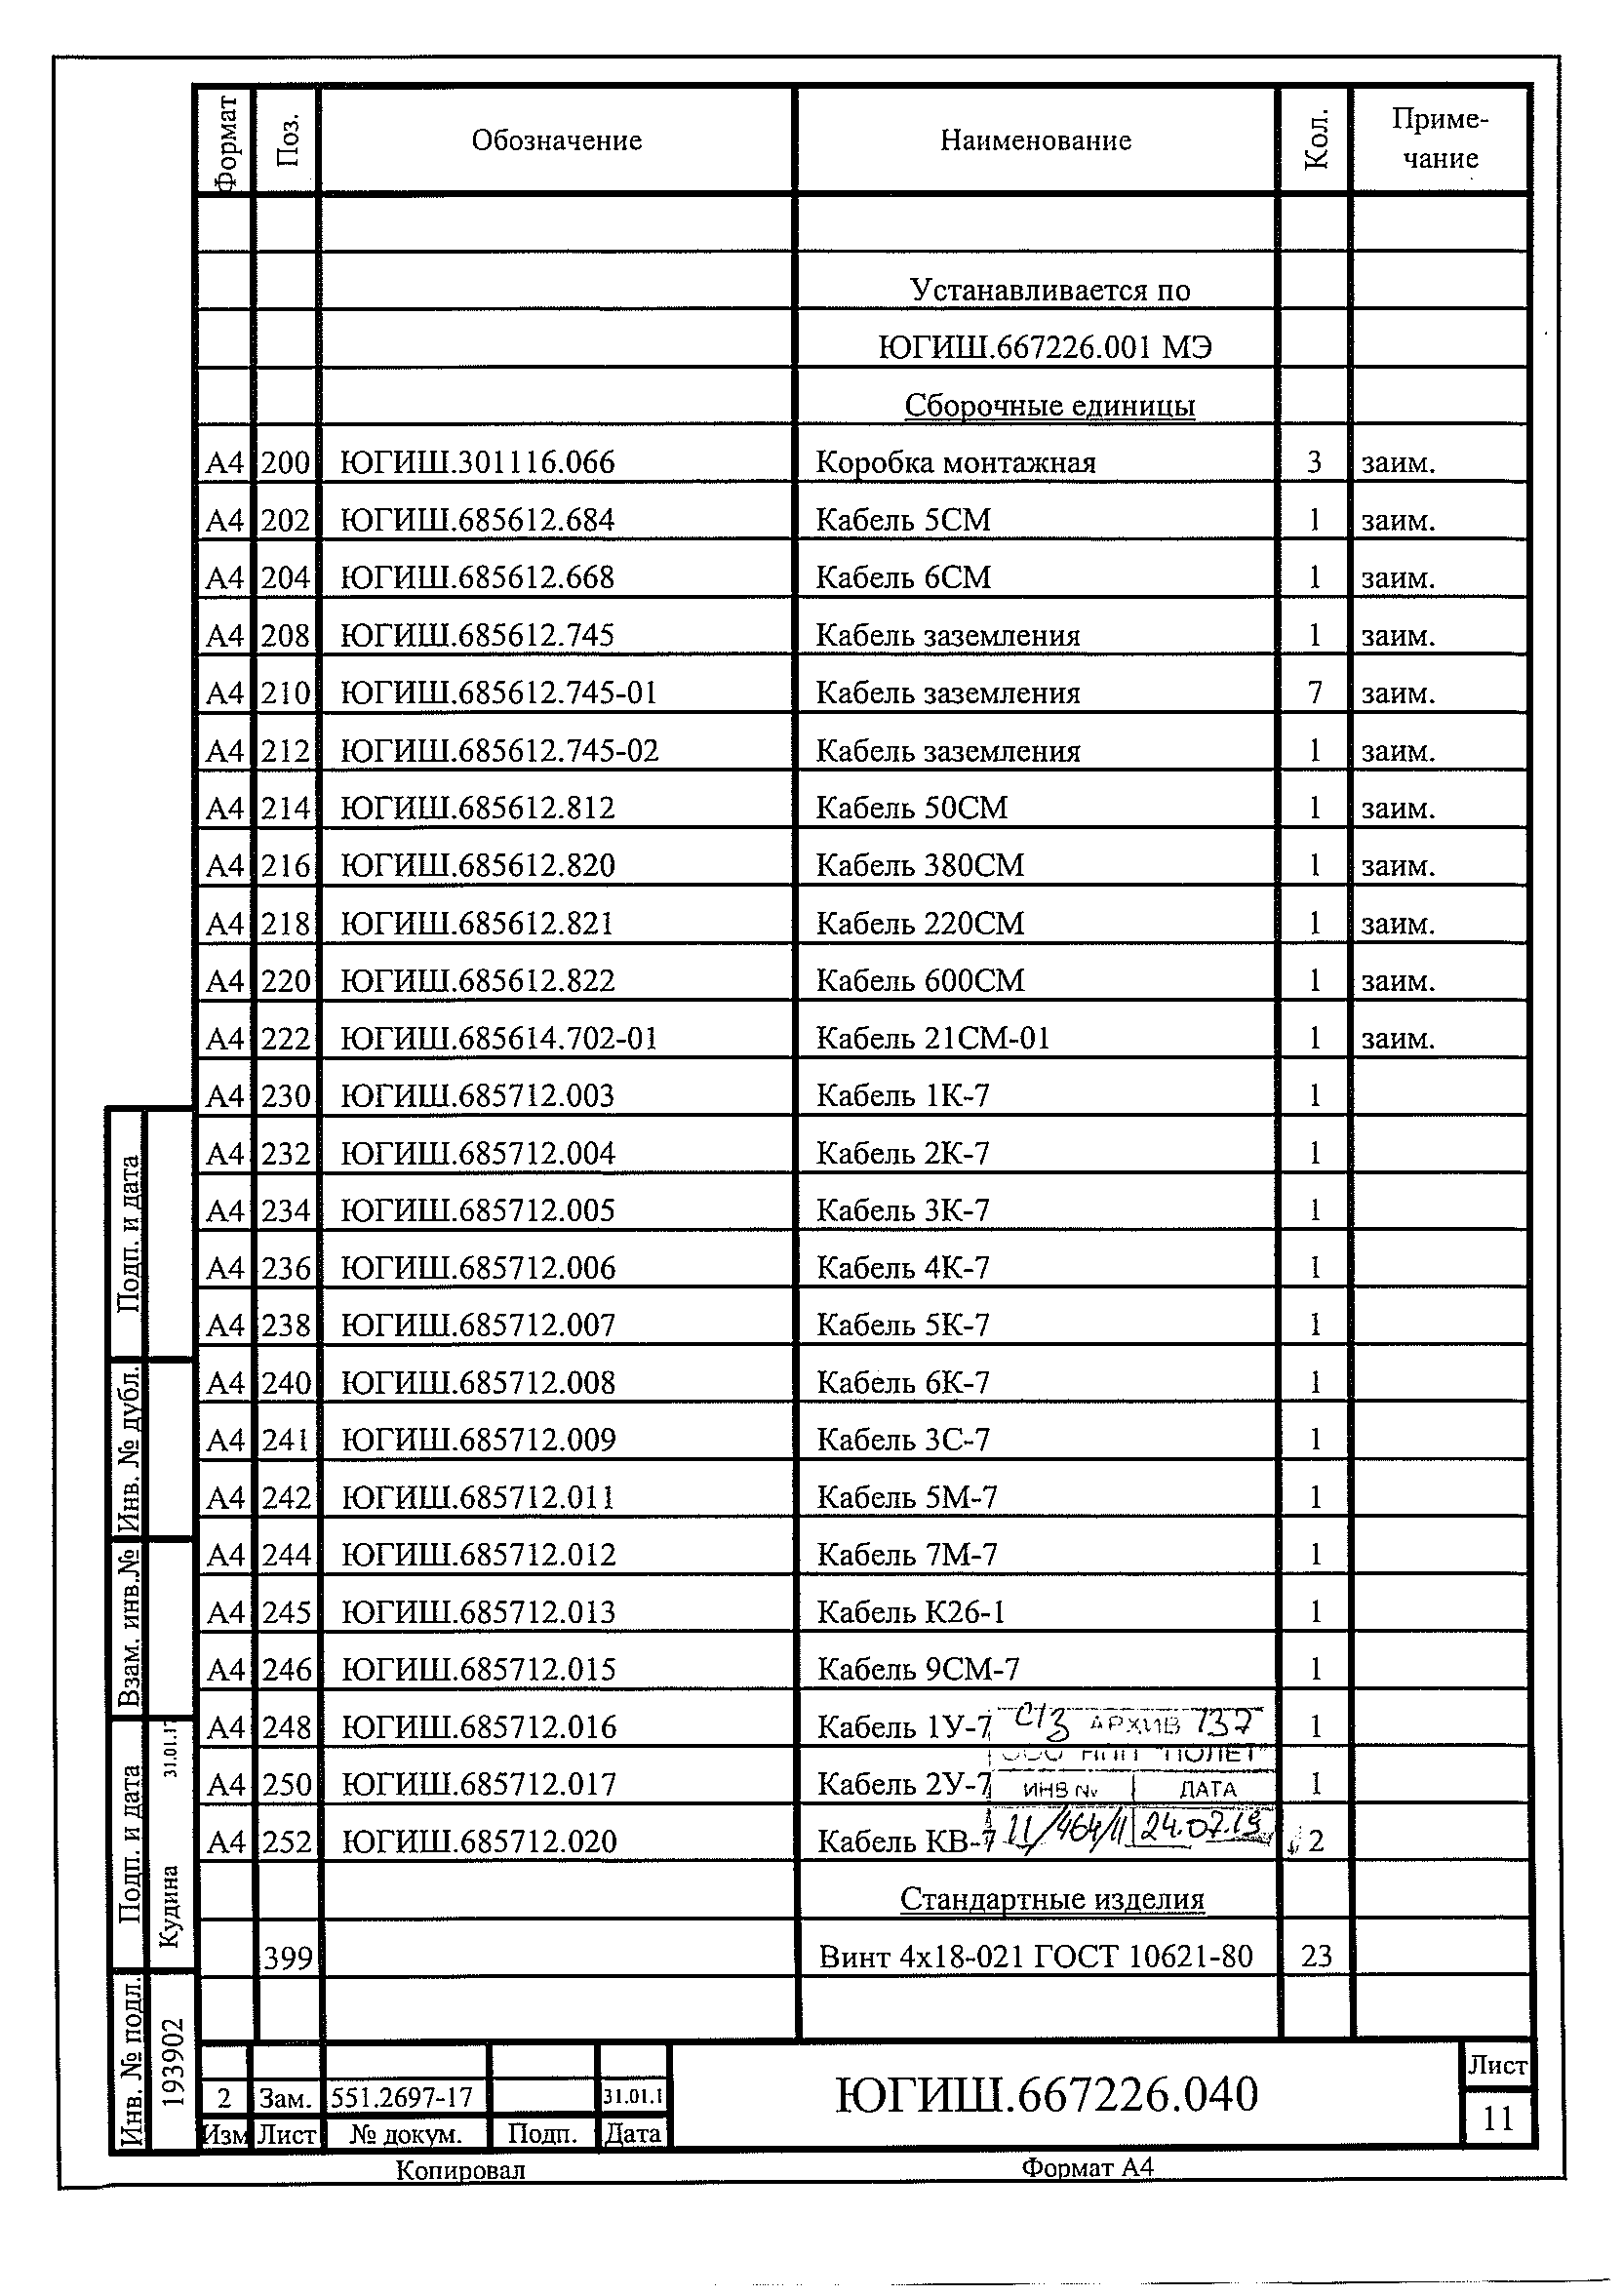 Формат Поз. Обозначение Наименование Кол. Приме-
чание
Устанавливается по
ЮГИШ.667226.001 МЭ
Сборочные единицы
А4 200 ЮГИШ.301116.066 Коробка монтажная 3 заим.
А4 202 ЮГИШ.685612.684 Кабель 5СМ 1 заим.
А4 204 ЮГИШ.685612.668 Кабель 6СМ 1 заим.
А4 208 ЮГИШ.685612.745 Кабель заземления 1 заим.
А4 210 ЮГИШ.685612.745-01 Кабель заземления 7 заим.
А4 212 ЮГИШ.685612.745-02 Кабель заземления 1 заим.
А4 214 ЮГИШ.685612.812 Кабель 50СМ 1 заим.
А4 216 ЮГИШ.685612.820 Кабель 380СМ 1 заим.
А4 218 ЮГИШ.685612.821 Кабель 220СМ 1 заим.
А4 220 ЮГИШ.685612.822 Кабель 600СМ 1 заим.
А4 222 ЮГИШ.685614.702-01 Кабель 21СМ-01 1 заим.
А4 230 ЮГИШ.685712.003 Кабель 1К-7 1
А4 232 ЮГИШ.685712.004 Кабель 2К-7 1
А4 234 ЮГИШ.685712.005 Кабель 3К-7 1
А4 236 ЮГИШ.685712.006 Кабель 4К-7 1
А4 238 ЮГИШ.685712.007 Кабель 5К-7 1
А4 240 ЮГИШ.685712.008 Кабель 6К-7 1
А4 241 ЮГИШ.685712.009 Кабель 3С-7 1
А4 242 ЮГИШ.685712.011 Кабель 5М-7 1
А4 244 ЮГИШ.685712.012 Кабель 7М-7 1
А4 245 ЮГИШ.685712.013 Кабель К26-1 1
А4 246 ЮГИШ.685712.015 Кабель 9СМ-7 1
А4 248 ЮГИШ.685712.016 Кабель 1У-7 1
АРХИВ 137
ООО НПП "ПОЛЕТ"
А4 250 ЮГИШ.685712.017 Кабель 2У-7 1
ИНВ № ДАТА
А4 252 ЮГИШ.685712.020 Кабель КВ-7 2
11/464/11 24.07.19
Стандартные изделия
399 Винт 4х18-021 ГОСТ 10621-80 23
Подп. и дата
Инв. № дубл.
Взам. инв.№
Подп. и дата Кудина 31.01.17
Инв. № подл. 193902
2 Зам. 551.2697-17 31.01.1
Изм Лист № докум. Подп. Дата
ЮГИШ.667226.040
Лист
11
Копировал Формат А4